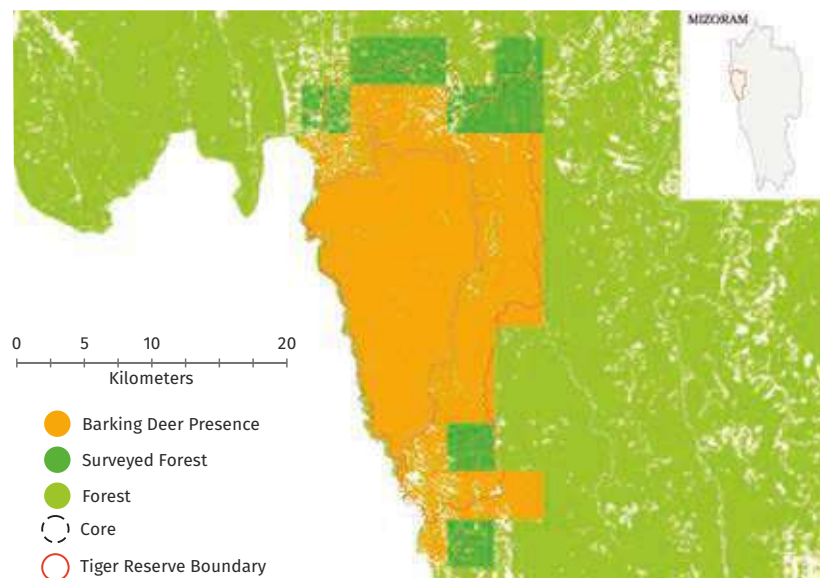 MIZORAM
0 5 10 20
Kilometers
Barking Deer Presence
Surveyed Forest
Forest
Core
Tiger Reserve Boundary